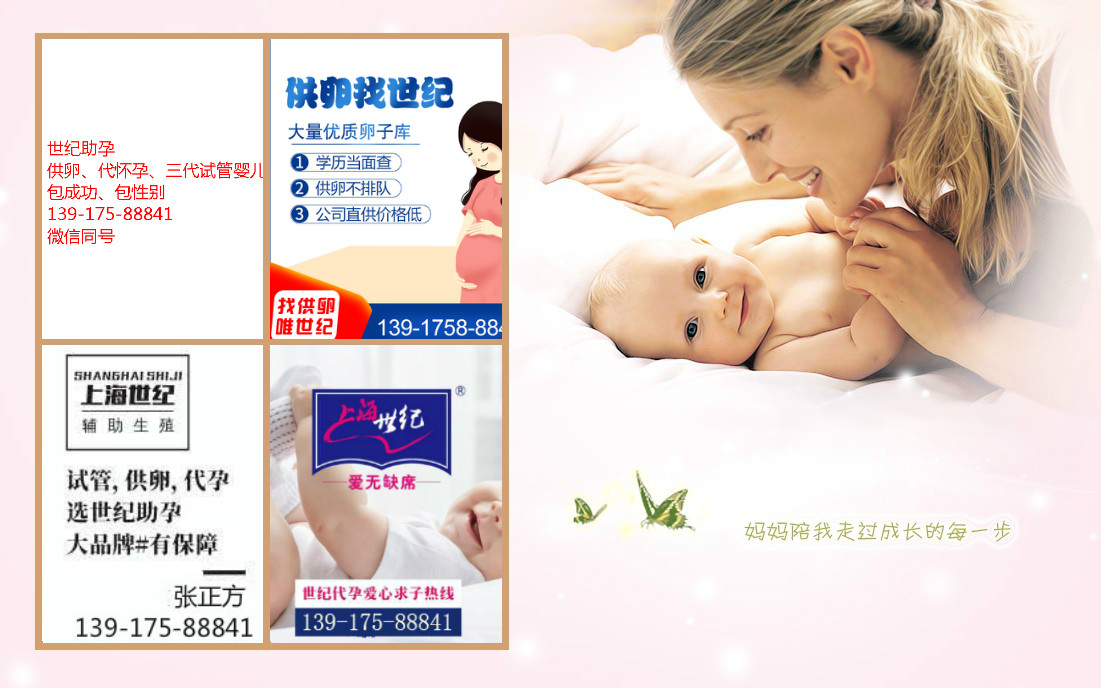 世纪助孕
供卵、代怀孕、三代试管婴儿
包成功、包性别
139-175-88841
微信同号
供卵找世纪
大量优质卵子库
1 学历当面查
2 供卵不排队
3 公司直供价格低
找供卵
唯世纪
139-1758-884
SHANGHAI SHIJI
上海世纪
辅助生殖
试管, 供卵, 代孕
选世纪助孕
大品牌#有保障
张正方
139-175-88841
上海世纪®
爱无缺席
世纪代孕爱心求子热线
139-175-88841
妈妈陪我走过成长的每一步